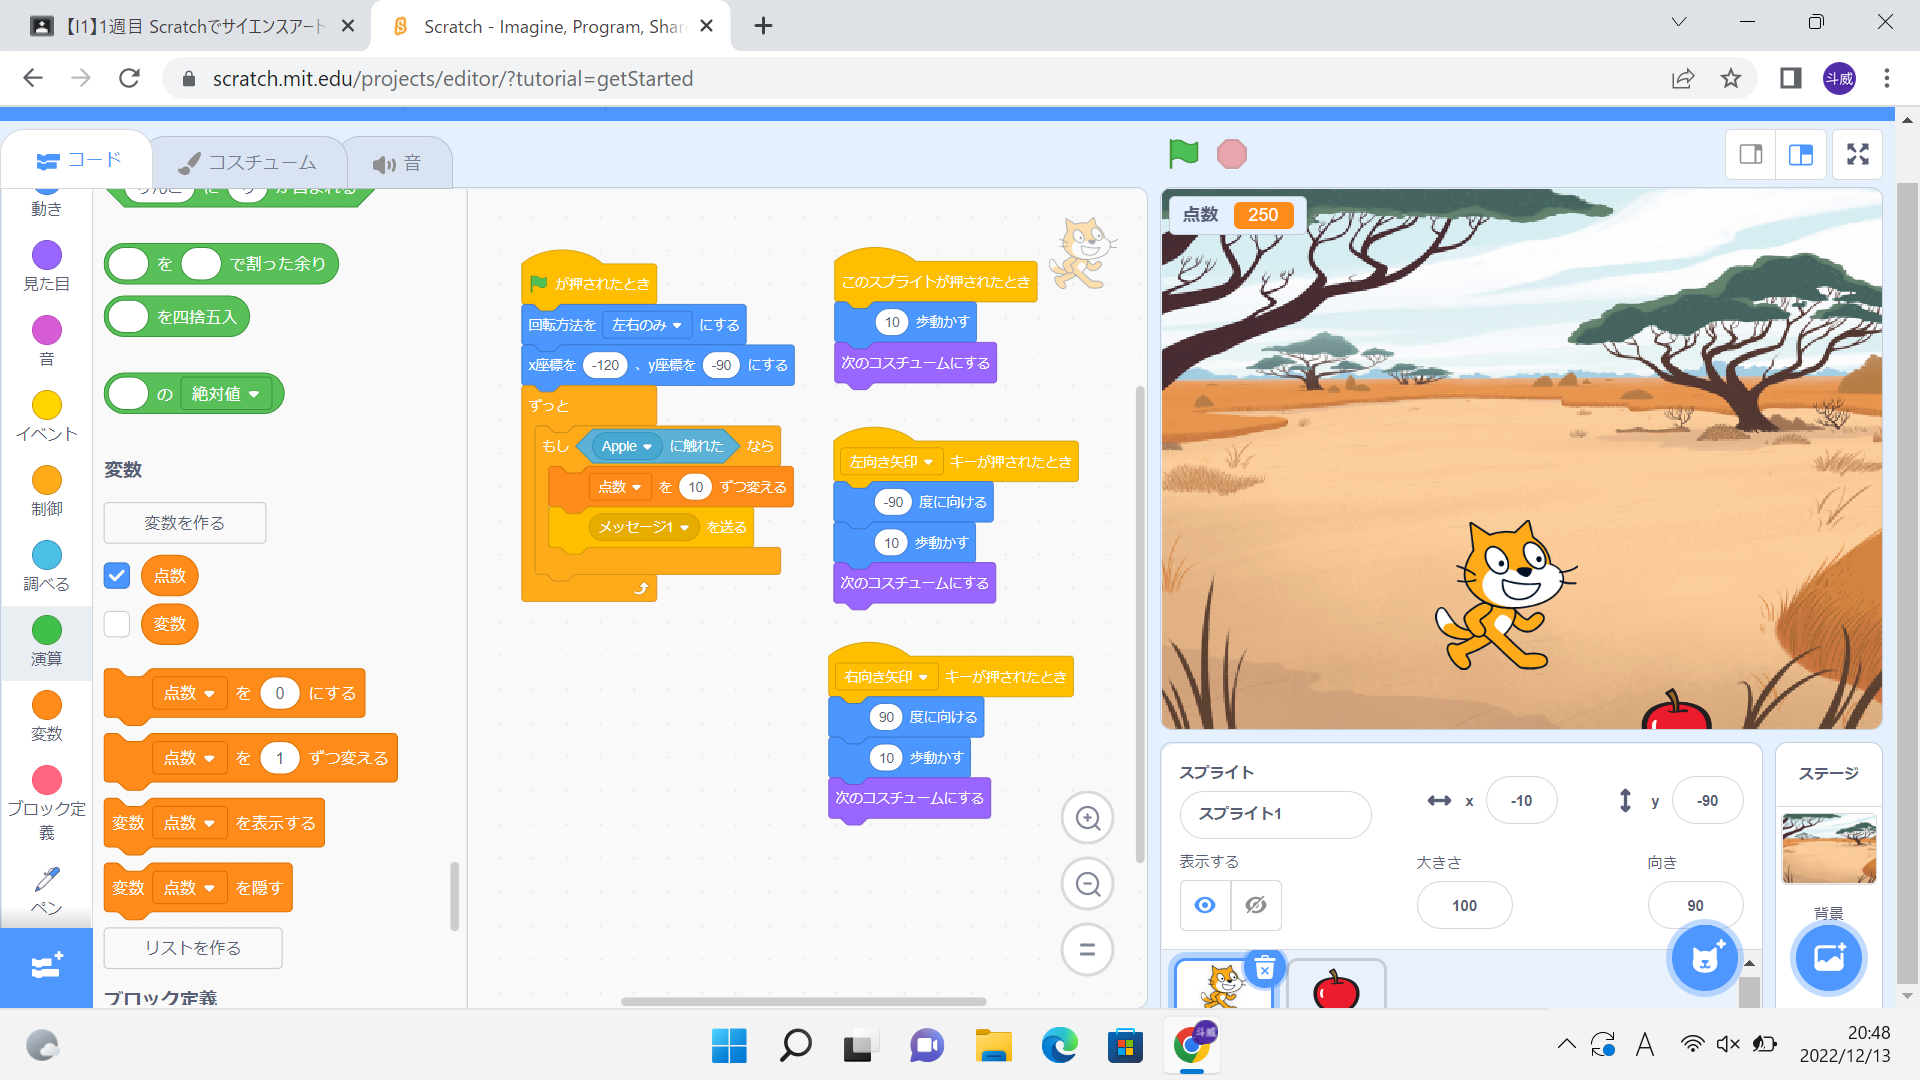 【I1】1週目 Scratchでサイエンスアート
Scratch - Imagine, Program, Shar
scratch.mit.edu/projects/editor/?tutorial=getStarted
斗威
コード
コスチューム
音
動き
見た目
音
イベント
制御
調べる
演算
変数
ブロック定義
ペン
りんご に り が含まれる
を で割った余り
を四捨五入
の 絶対値
変数
変数を作る
点数
変数
点数 を 0 にする
点数 を 1 ずつ変える
変数 点数 を表示する
変数 点数 を隠す
リストを作る
ブロック定義
が押されたとき
回転方法を 左右のみ にする
x座標を -120 、y座標を -90 にする
ずっと
もし Apple に触れた なら
点数 を 10 ずつ変える
メッセージ1 を送る
このスプライトが押されたとき
10 歩動かす
次のコスチュームにする
左向き矢印 キーが押されたとき
-90 度に向ける
10 歩動かす
次のコスチュームにする
右向き矢印 キーが押されたとき
90 度に向ける
10 歩動かす
次のコスチュームにする
点数 250
スプライト
スプライト1
x -10
y -90
表示する
大きさ
100
向き
90
ステージ
背景
斗威
A
20:48
2022/12/13